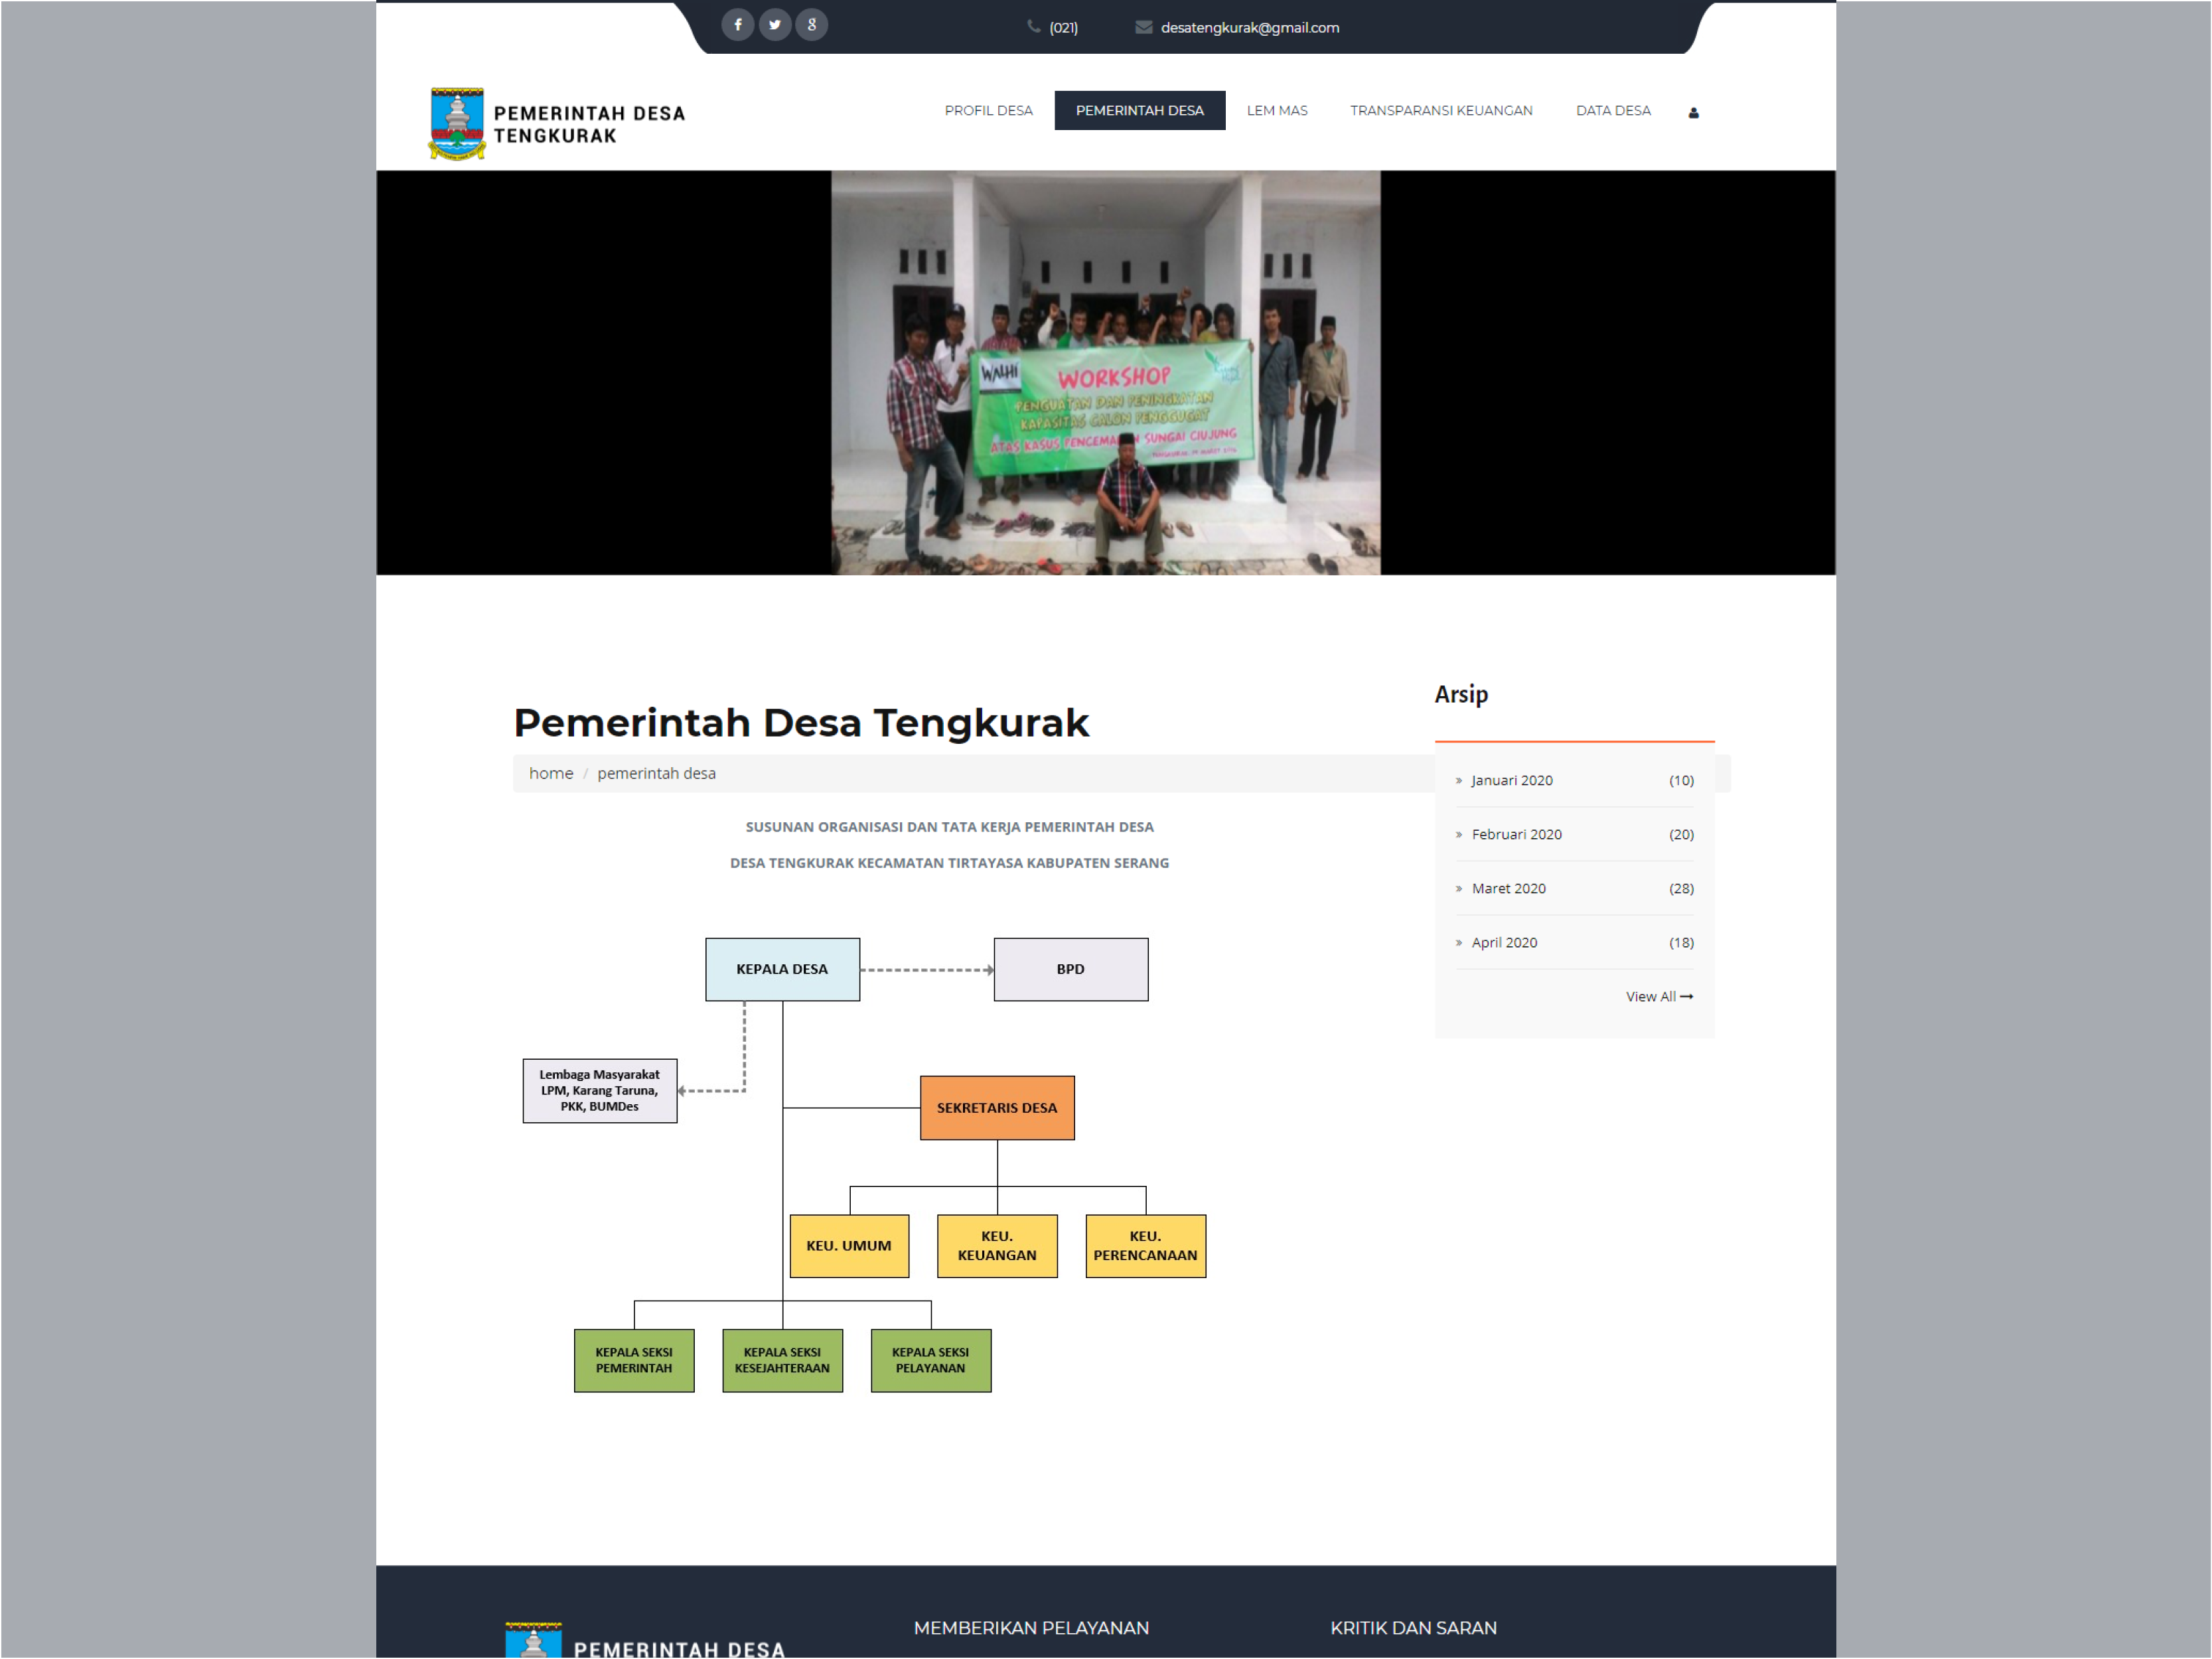 (021)
desatengkurak@gmail.com
PEMERINTAH DESA
TENGKURAK
PROFIL DESA
PEMERINTAH DESA
LEM MAS
TRANSPARANSI KEUANGAN
DATA DESA
WALHI
WORKSHOP
PENGUATAN DAN PENINGKATAN
KAPASITAS CALON PENGGUGAT
ATAS KASUS SUNGAI CIUJUNG
Pemerintah Desa Tengkurak
home / pemerintah desa
SUSUNAN ORGANISASI DAN TATA KERJA PEMERINTAH DESA
DESA TENGKURAK KECAMATAN TIRTAYASA KABUPATEN SERANG
KEPALA DESA
BPD
Lembaga Masyarakat
LPM, Karang Taruna,
PKK, BUMDes
SEKRETARIS DESA
KEU. UMUM
KEU.
KEUANGAN
KEU.
PERENCANAAN
KEPALA SEKSI
PEMERINTAH
KEPALA SEKSI
KESEJAHTERAAN
KEPALA SEKSI
PELAYANAN
Arsip
» Januari 2020 (10)
» Februari 2020 (20)
» Maret 2020 (28)
» April 2020 (18)
View All →
PEMERINTAH DESA
MEMBERIKAN PELAYANAN
KRITIK DAN SARAN